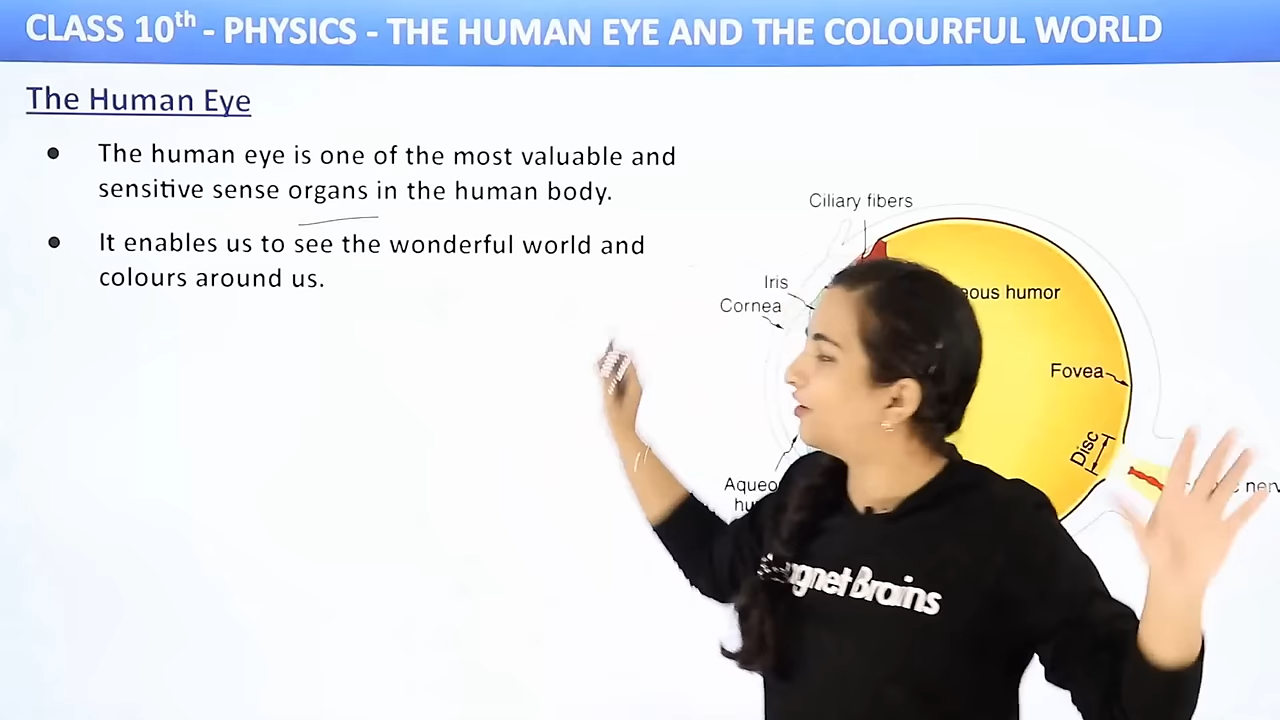 CLASS 10th - PHYSICS - THE HUMAN EYE AND THE COLOURFUL WORLD
The Human Eye
The human eye is one of the most valuable and
sensitive sense organs in the human body.
It enables us to see the wonderful world and
colours around us.
Ciliary fibers
Iris
Cornea
humor
Fovea
Disc
Brains